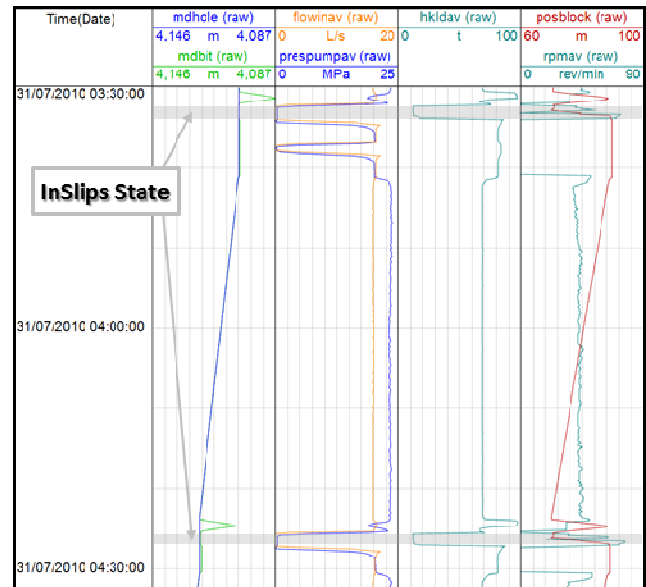 Time(Date)
mdhole (raw)
4,146 m 4,087
mdbit (raw)
4,146 m 4,087
flowinav (raw)
0 L/s 20
prespumpav (raw)
0 MPa 25
hkldav (raw)
0 t 100
posblock (raw)
60 m 100
rpmav (raw)
0 rev/min 90
31/07/2010 03:30:00
InSlips State
31/07/2010 04:00:00
31/07/2010 04:30:00